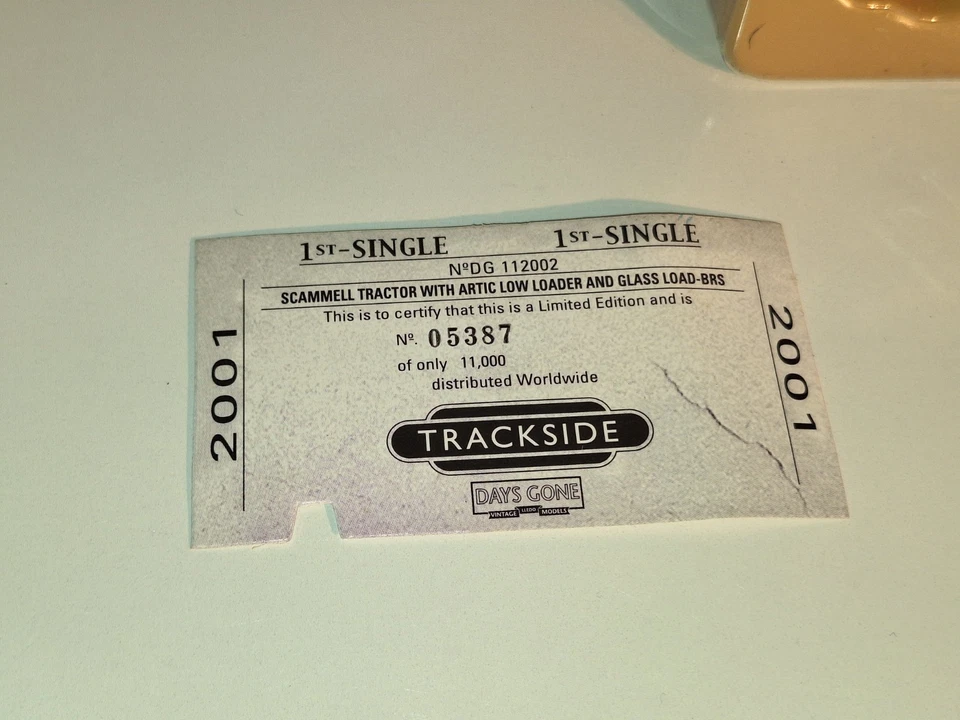 1ST-SINGLE 1ST-SINGLE
NºDG 112002
SCAMMELL TRACTOR WITH ARTIC LOW LOADER AND GLASS LOAD-BRS
This is to certify that this is a Limited Edition and is
Nº. 05387
of only 11,000
distributed Worldwide
TRACKSIDE
DAYS GONE
VINTAGE LLEDO MODELS
2001
2001